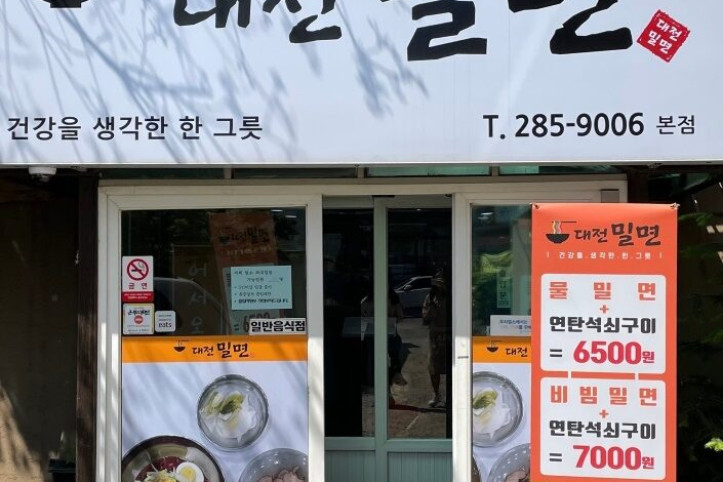 대전 밀면
대전
밀면
건강을 생각한 한 그릇
T. 285-9006 본점
금연
일반음식점
대전 밀면
대전
대전 밀면
건강을.생각한.한그릇
물밀면
+
연탄석쇠구이
= 6500원
비빔밀면
+
연탄석쇠구이
= 7000원